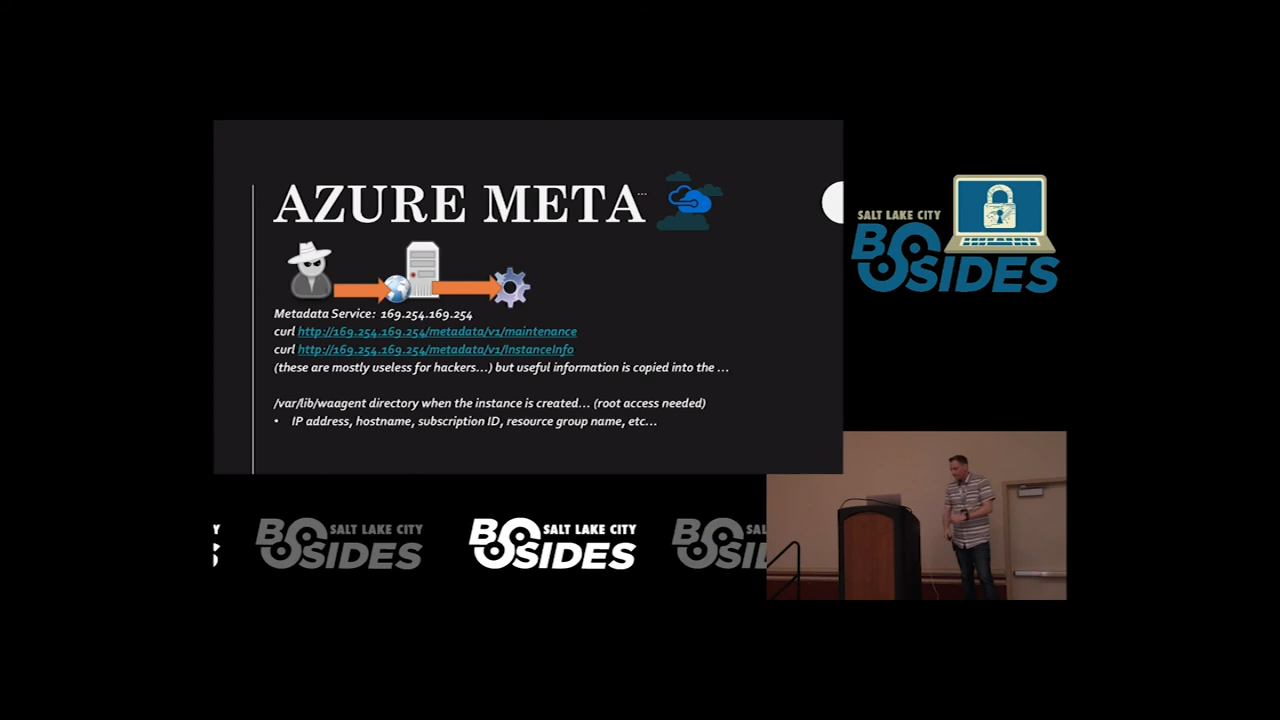 AZURE META...
Metadata Service: 169.254.169.254
curl http://169.254.169.254/metadata/v1/maintenance
curl http://169.254.169.254/metadata/v1/InstanceInfo
(these are mostly useless for hackers...) but useful information is copied into the ...
/var/lib/waagent directory when the instance is created... (root access needed)
• IP address, hostname, subscription ID, resource group name, etc...
SALT LAKE CITY
BSIDES
SALT LAKE CITY
BSIDES
SALT LAKE CITY
BSIDES
SAL
BSID